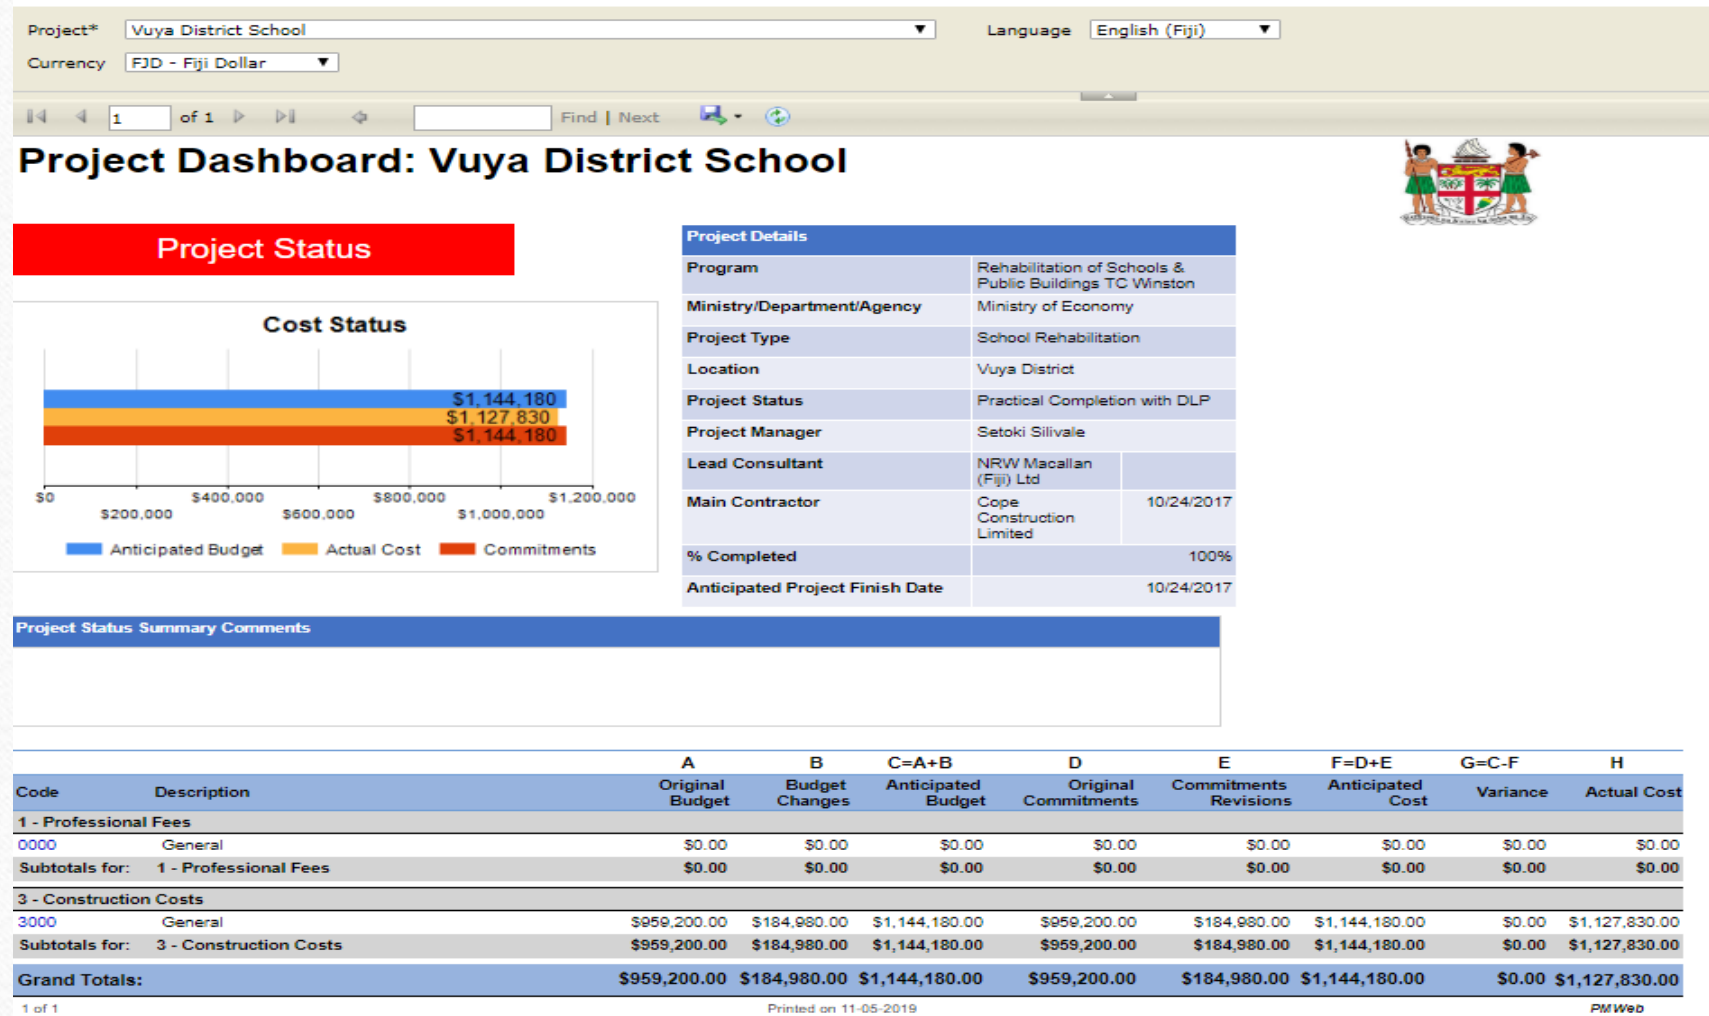 Project* Vuya District School ▼ Language English (Fiji) ▼
Currency FJD - Fiji Dollar ▼
1 of 1 Find | Next
Project Dashboard: Vuya District School
Project Status
Cost Status
$1,144,180
$1,127,830
$1,144,180
$0 $400,000 $800,000 $1,200,000
$200,000 $600,000 $1,000,000
Anticipated Budget Actual Cost Commitments
Project Details
Program Rehabilitation of Schools &
Public Buildings TC Winston
Ministry/Department/Agency Ministry of Economy
Project Type School Rehabilitation
Location Vuya District
Project Status Practical Completion with DLP
Project Manager Setoki Silivale
Lead Consultant NRW Macallan
(Fiji) Ltd
Main Contractor Cope 10/24/2017
Construction
Limited
% Completed 100%
Anticipated Project Finish Date 10/24/2017
Project Status Summary Comments
A B C=A+B D E F=D+E G=C-F H
Code Description Original Budget Budget Changes Anticipated Budget Original Commitments Commitments Revisions Anticipated Cost Variance Actual Cost
1 - Professional Fees
0000 General $0.00 $0.00 $0.00 $0.00 $0.00 $0.00 $0.00 $0.00
Subtotals for: 1 - Professional Fees $0.00 $0.00 $0.00 $0.00 $0.00 $0.00 $0.00 $0.00
3 - Construction Costs
3000 General $959,200.00 $184,980.00 $1,144,180.00 $959,200.00 $184,980.00 $1,144,180.00 $0.00 $1,127,830.00
Subtotals for: 3 - Construction Costs $959,200.00 $184,980.00 $1,144,180.00 $959,200.00 $184,980.00 $1,144,180.00 $0.00 $1,127,830.00
Grand Totals: $959,200.00 $184,980.00 $1,144,180.00 $959,200.00 $184,980.00 $1,144,180.00 $0.00 $1,127,830.00
1 of 1 Printed on 11-05-2019 PMWeb